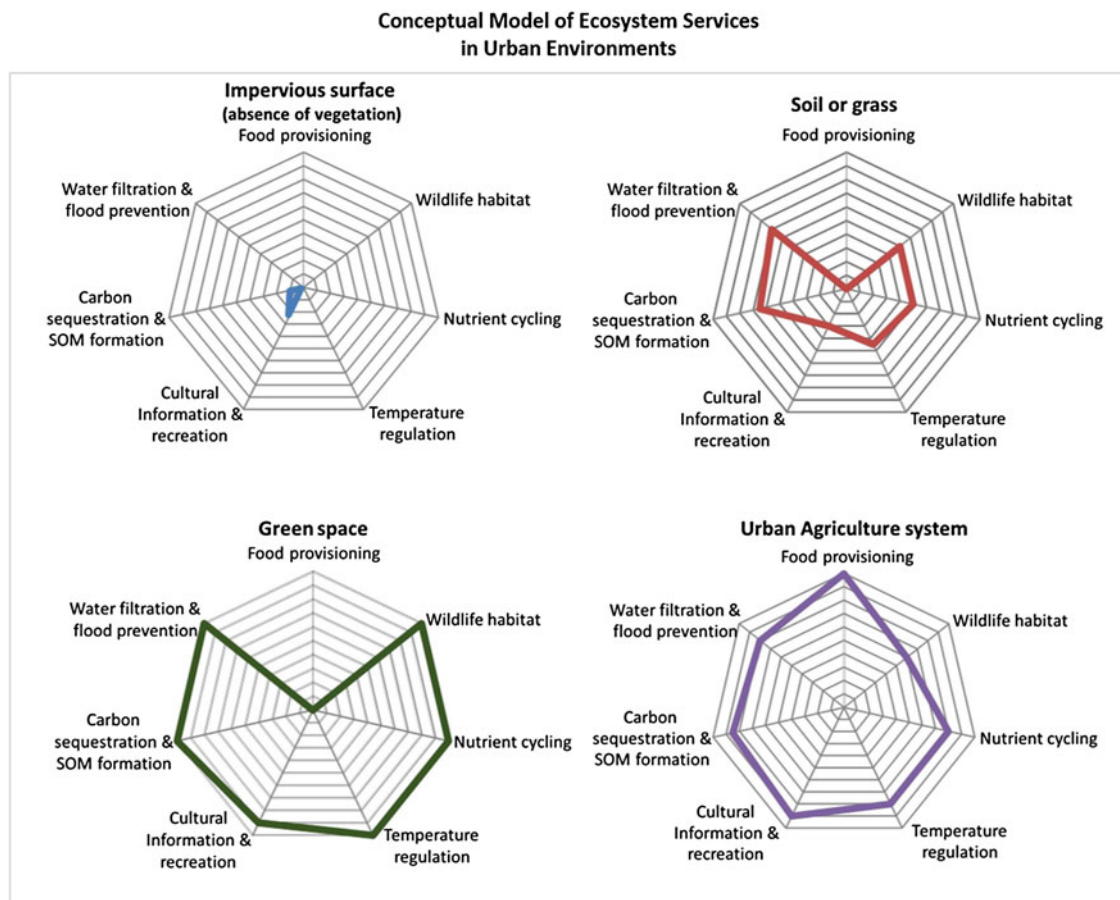 Conceptual Model of Ecosystem Services
in Urban Environments
Impervious surface
(absence of vegetation)
Food provisioning
Water filtration &
flood prevention
Wildlife habitat
Carbon
sequestration &
SOM formation
Nutrient cycling
Cultural
Information &
recreation
Temperature
regulation
Soil or grass
Food provisioning
Water filtration &
flood prevention
Wildlife habitat
Carbon
sequestration &
SOM formation
Nutrient cycling
Cultural
Information &
recreation
Temperature
regulation
Green space
Food provisioning
Water filtration &
flood prevention
Wildlife habitat
Carbon
sequestration &
SOM formation
Nutrient cycling
Cultural
Information &
recreation
Temperature
regulation
Urban Agriculture system
Food provisioning
Water filtration &
flood prevention
Wildlife habitat
Carbon
sequestration &
SOM formation
Nutrient cycling
Cultural
Information &
recreation
Temperature
regulation